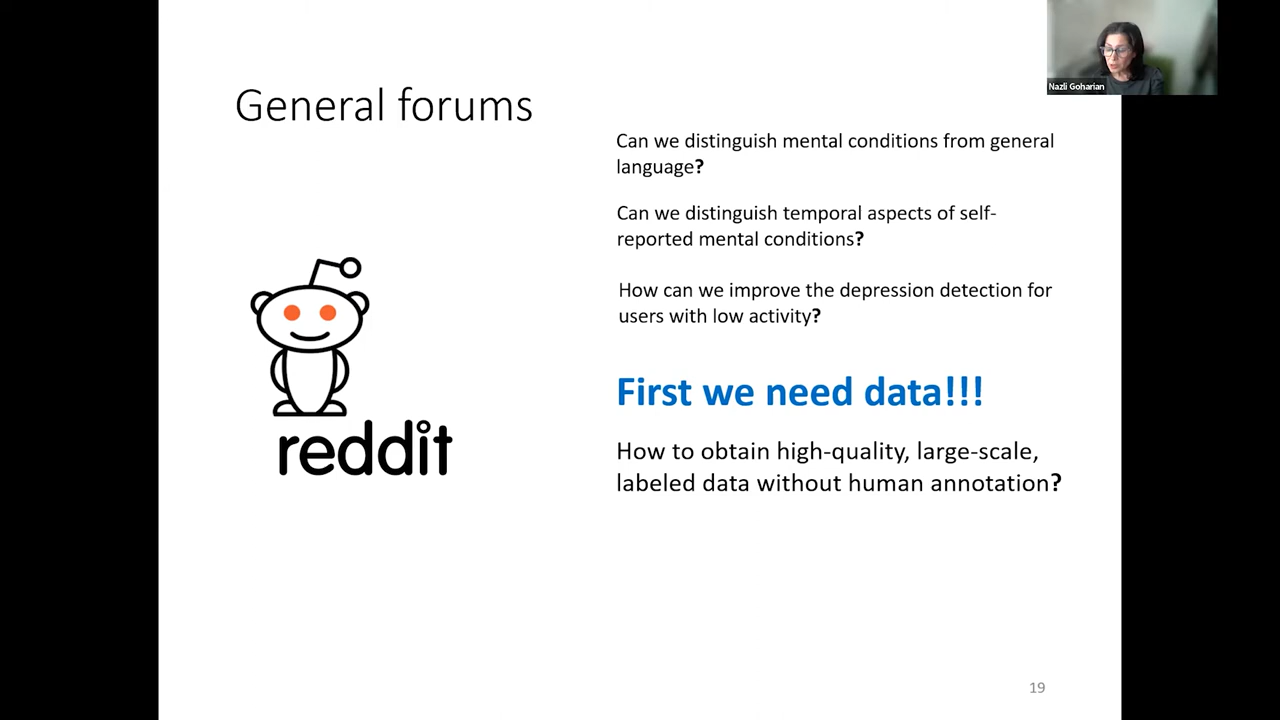 Nazli Goharian
General forums
Can we distinguish mental conditions from general
language?
Can we distinguish temporal aspects of self-
reported mental conditions?
How can we improve the depression detection for
users with low activity?
First we need data!!!
How to obtain high-quality, large-scale,
labeled data without human annotation?
reddit
19